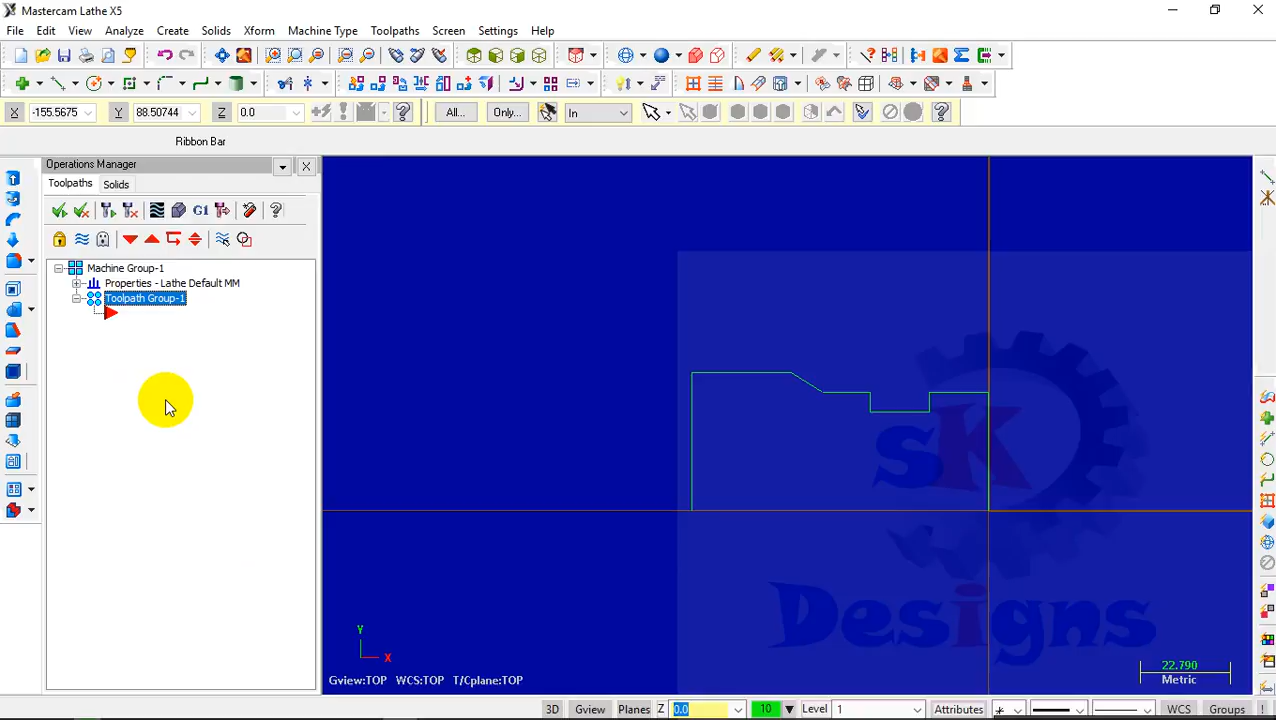 Mastercam Lathe X5
File Edit View Analyze Create Solids Xform Machine Type Toolpaths Screen Settings Help
X -155.5675 Y 98.50744 Z 0.0 All... Only... In
Ribbon Bar
Operations Manager
Toolpaths Solids
G1
Machine Group-1
Properties - Lathe Default MM
Toolpath Group-1
sK
Designs
Y
X
22.790
Metric
Gview:TOP WCS:TOP T/Cplane:TOP
3D Gview Planes Z 0.0 10 Level 1 Attributes WCS Groups